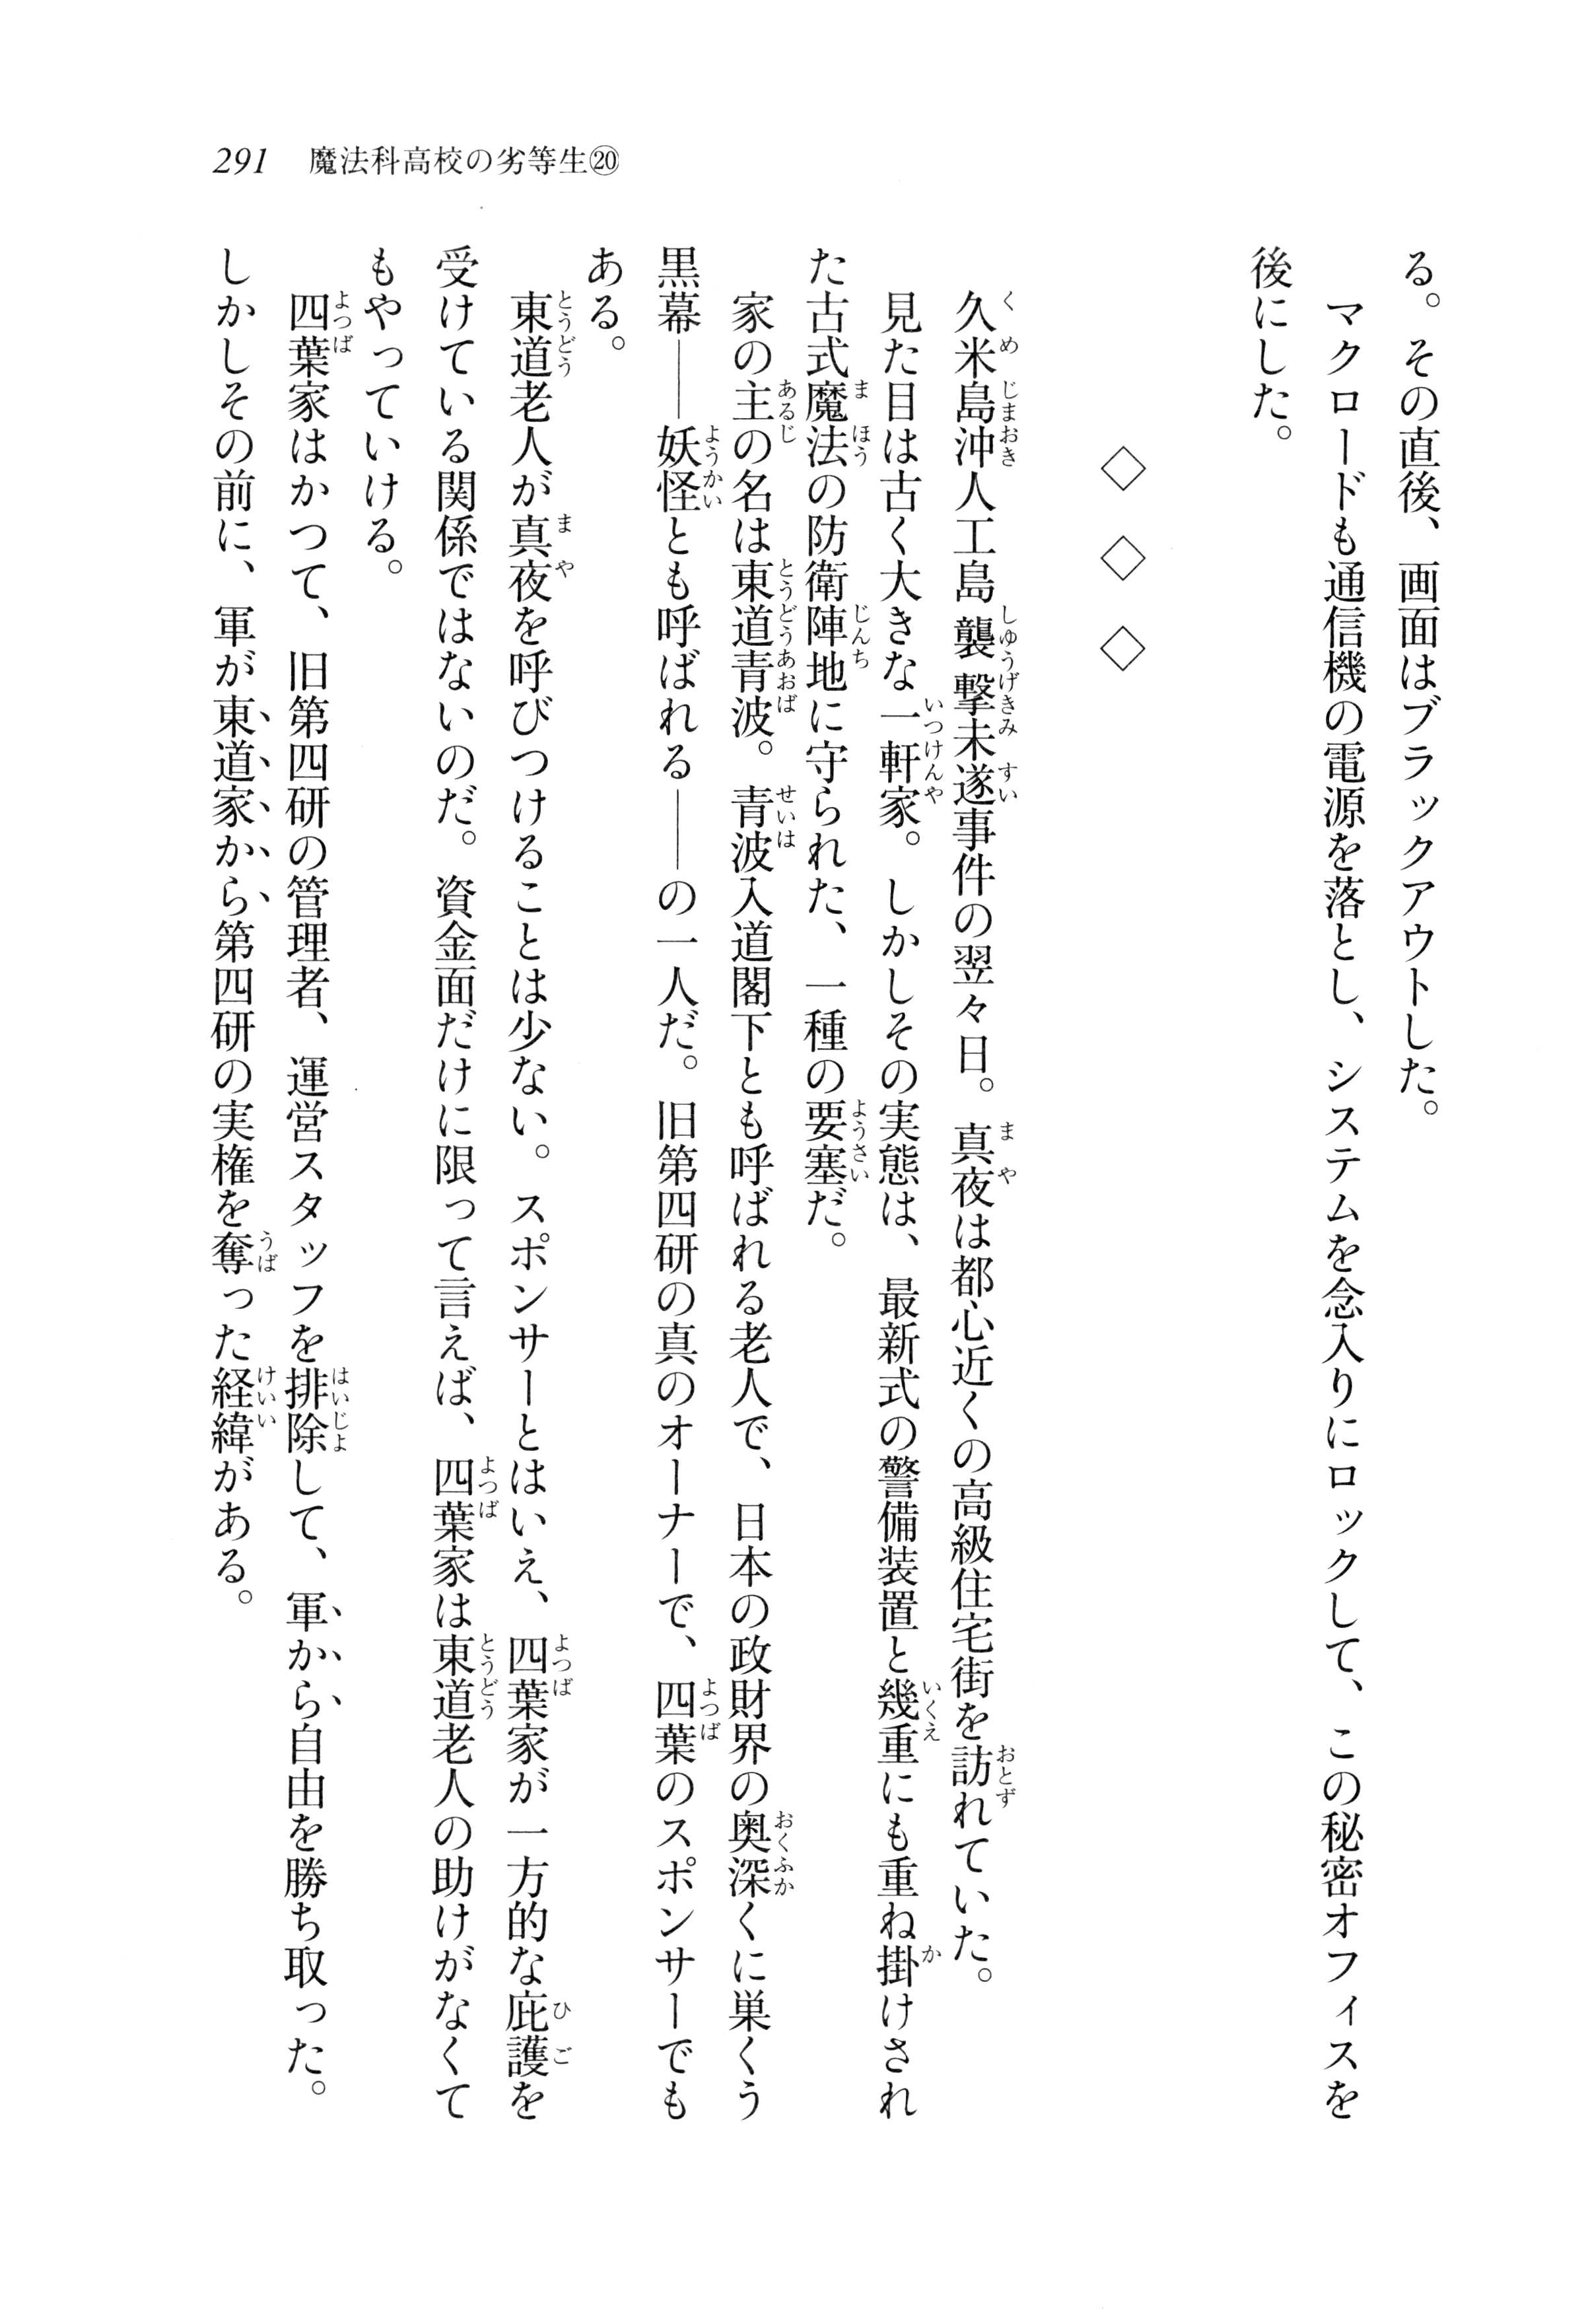 291 魔法科高校の劣等生⑳
る。その直後、画面はブラックアウトした。
マクロードも通信機の電源を落とし、システムを念入りにロックして、この秘密オフィスを
後にした。
◇ ◇ ◇
久米島沖人工島襲撃未遂事件の翌々日。真夜は都心近くの高級住宅街を訪れていた。
見た目は古く大きな一軒家。しかしその実態は、最新式の警備装置と幾重にも重ね掛けされ
た古式魔法の防衛陣地に守られた、一種の要塞だ。
家の主の名は東道青波。青波入道閣下とも呼ばれる老人で、日本の政財界の奥深くに巣くう
黒幕――妖怪とも呼ばれる――の一人だ。旧第四研の真のオーナーで、四葉のスポンサーでも
ある。
東道老人が真夜を呼びつけることは少ない。スポンサーとはいえ、四葉家が一方的な庇護を
受けている関係ではないのだ。資金面だけに限って言えば、四葉家は東道老人の助けがなくて
もやっていける。
四葉家はかつて、旧第四研の管理者、運営スタッフを排除して、軍から自由を勝ち取った。
しかしその前に、軍が東道家から第四研の実権を奪った経緯がある。